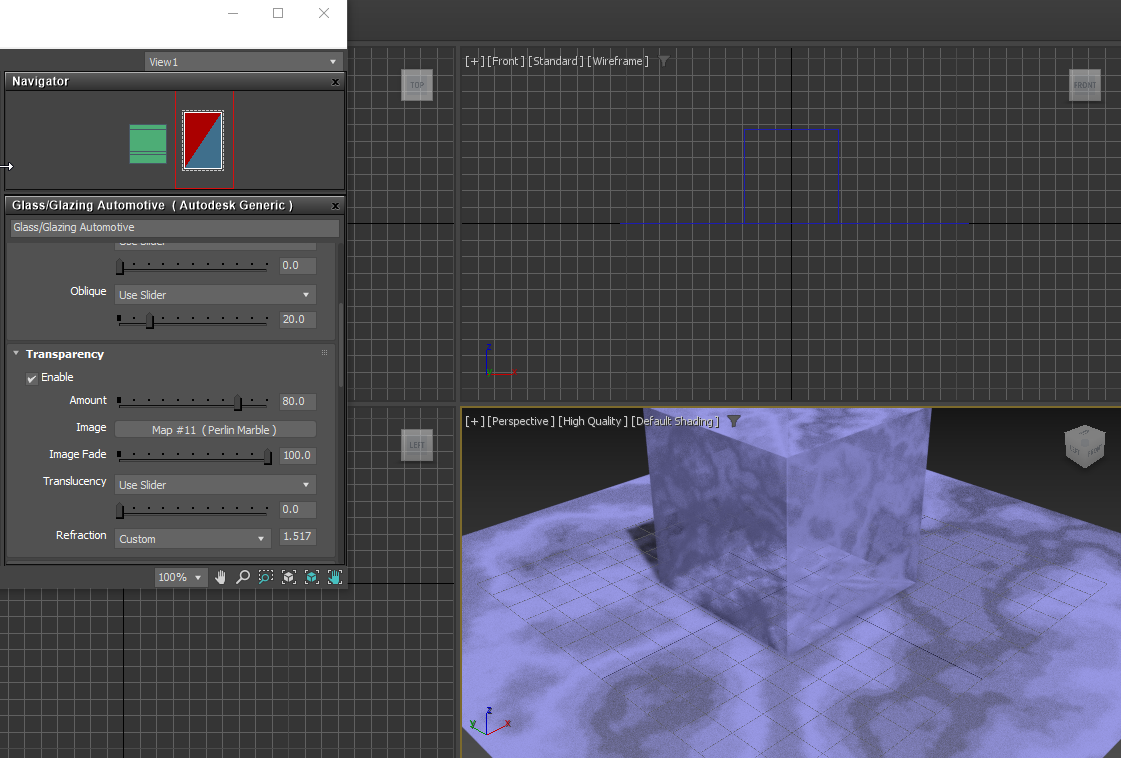 View1
Navigator x
TOP
[+] [Front] [Standard] [Wireframe]
FRONT
Glass/Glazing Automotive ( Autodesk Generic ) x
Glass/Glazing Automotive
Use Slider
0.0
Oblique Use Slider
20.0
Transparency
Enable
Amount 80.0
Image Map #11 (Perlin Marble)
Image Fade 100.0
Translucency Use Slider
0.0
Refraction Custom 1.517
100%
z
x
[+] [Perspective] [High Quality] [Default Shading]
LEFT
FRONT
z
y
x